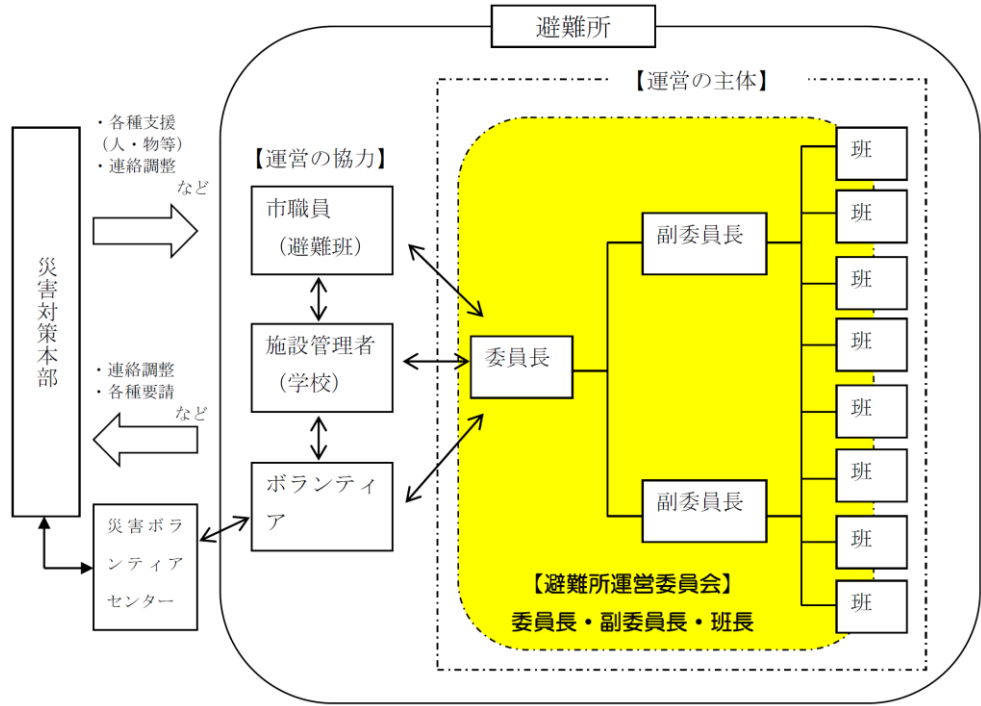 避難所
【運営の主体】
・各種支援
（人・物等）
・連絡調整
など
【運営の協力】
市職員
（避難班）
施設管理者
（学校）
ボランティ
ア
災害対策本部
・連絡調整
・各種要請
など
災害ボラ
ンティア
センター
委員長
副委員長
副委員長
班
班
班
班
班
班
班
班
【避難所運営委員会】
委員長・副委員長・班長